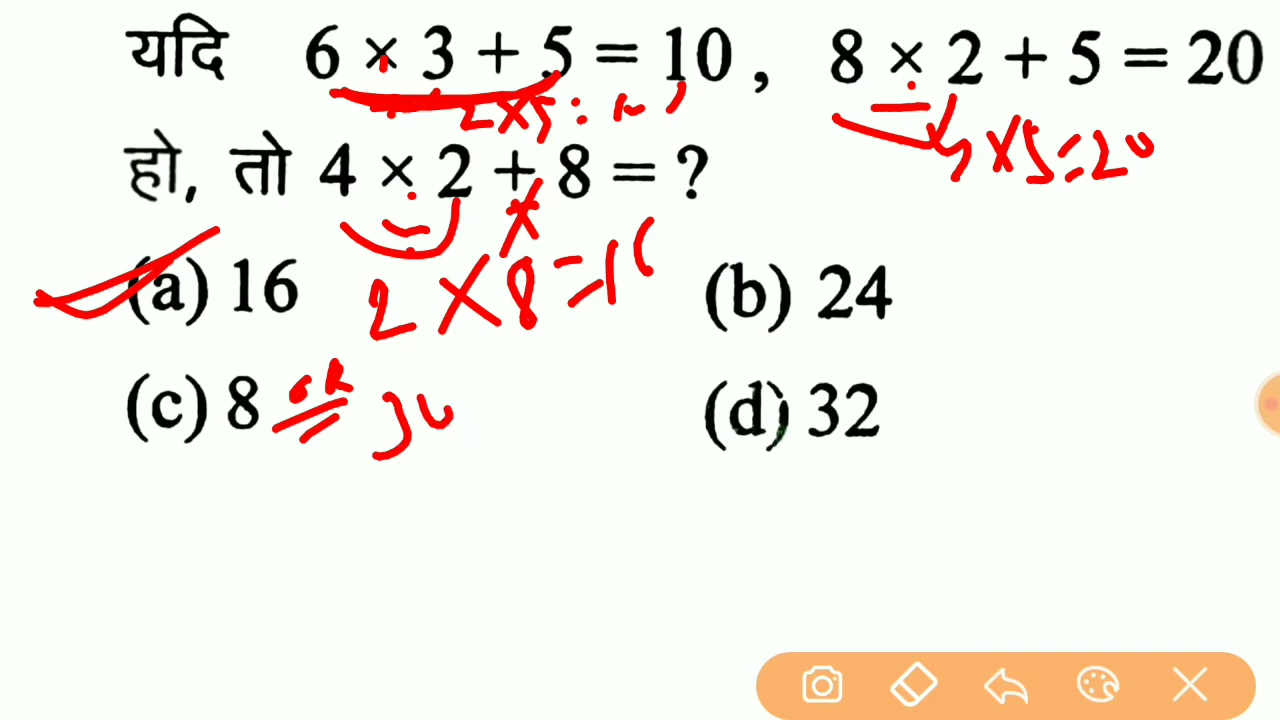 यदि 6 × 3 + 5 = 10, 8 × 2 + 5 = 20
2×5 = 10
4×5=20
हो, तो 4 × 2 + 8 = ?
(a) 16 (b) 24
2 × 8 = 16
(c) 8 (d) 32